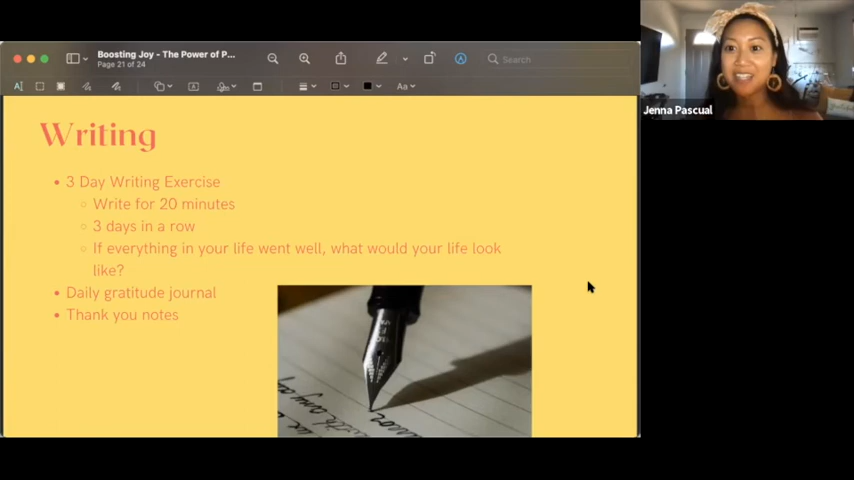 Boosting Joy - The Power of P...
Page 21 of 24
Search
Aa
Jenna Pascual
Writing
3 Day Writing Exercise
Write for 20 minutes
3 days in a row
If everything in your life went well, what would your life look
like?
Daily gratitude journal
Thank you notes